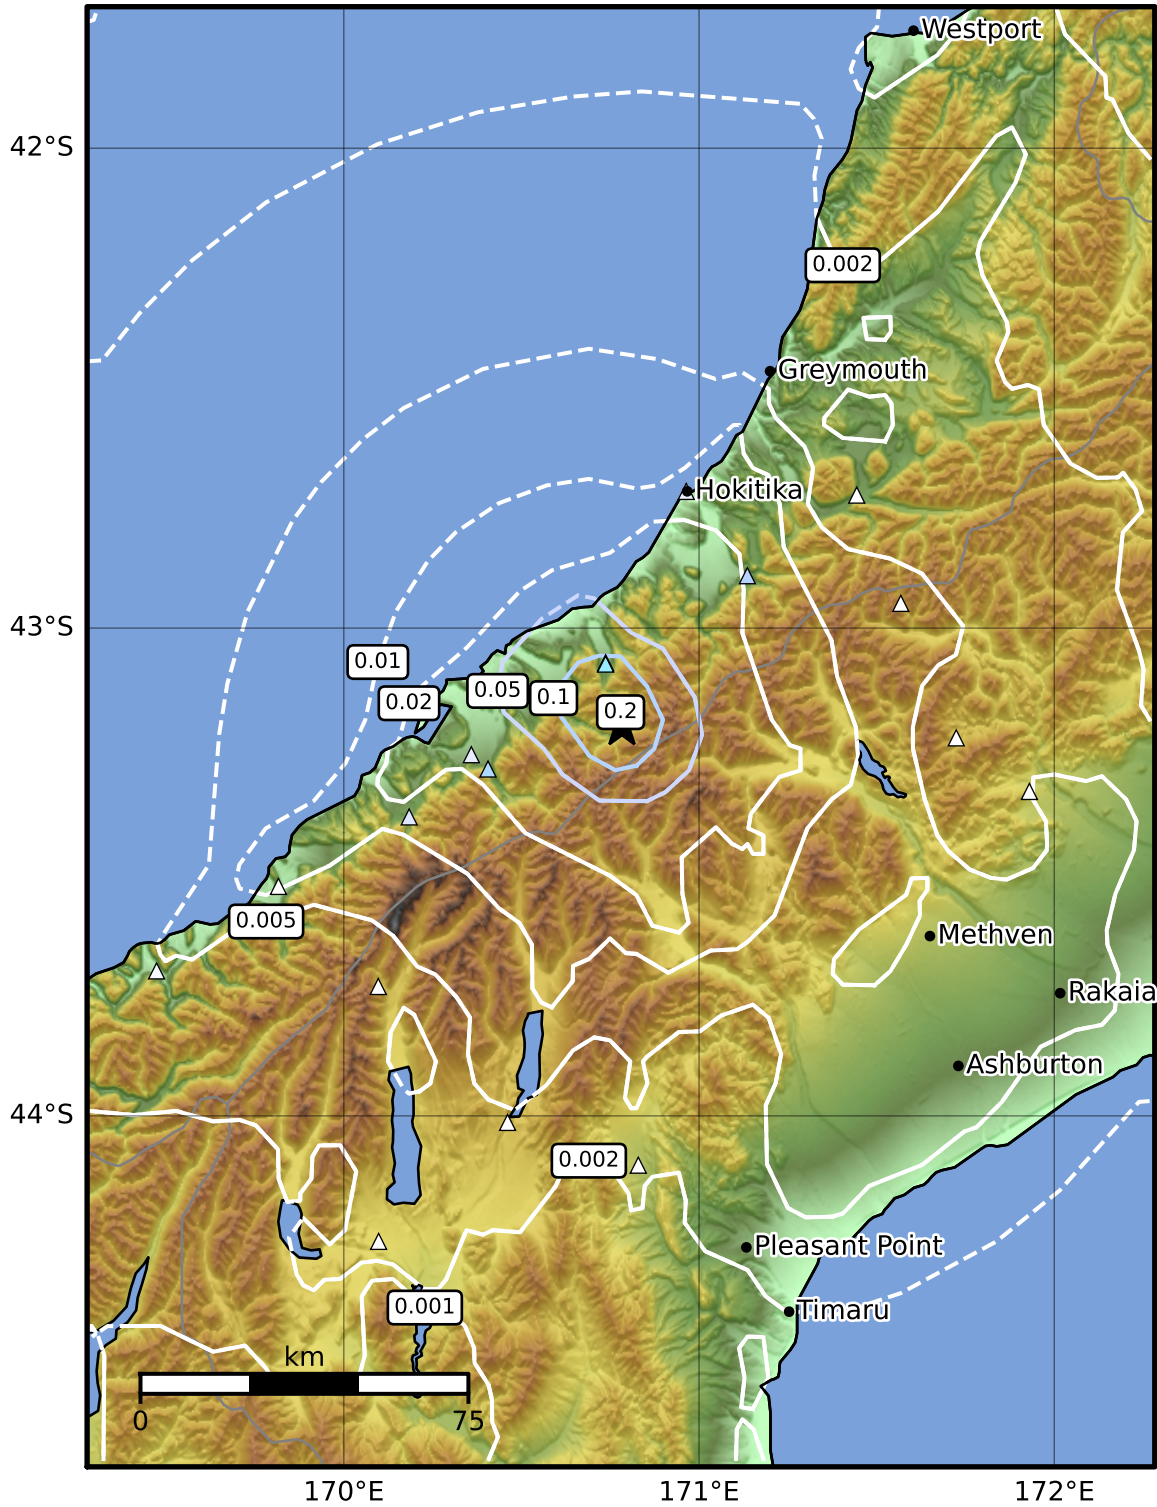 Westport
42°S
0.002
Greymouth
Hokitika
43°S
0.01
0.05
0.1
0.02
0.2
0.005
Methven
Rakaia
Ashburton
44°S
0.002
Pleasant Point
0.001
Timaru
km
0 75
170°E 171°E 172°E